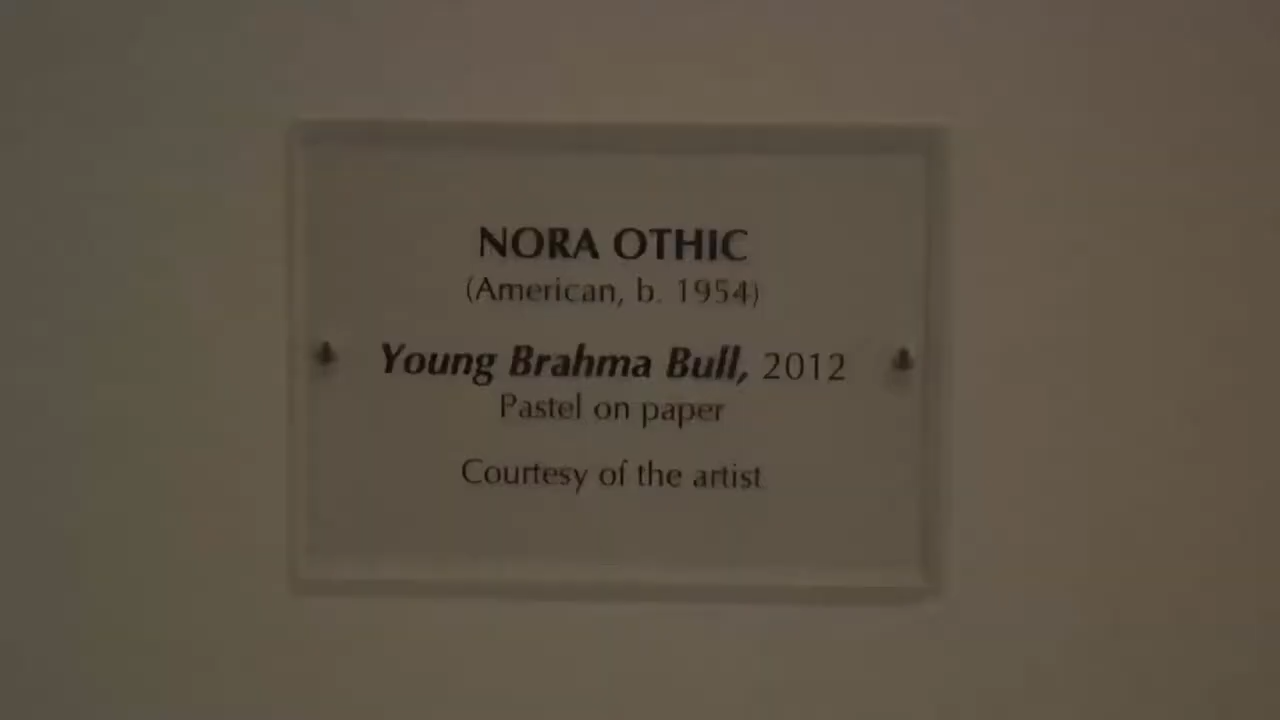 NORA OTHIC
(American, b. 1954)
Young Brahma Bull, 2012
Pastel on paper
Courtesy of the artist